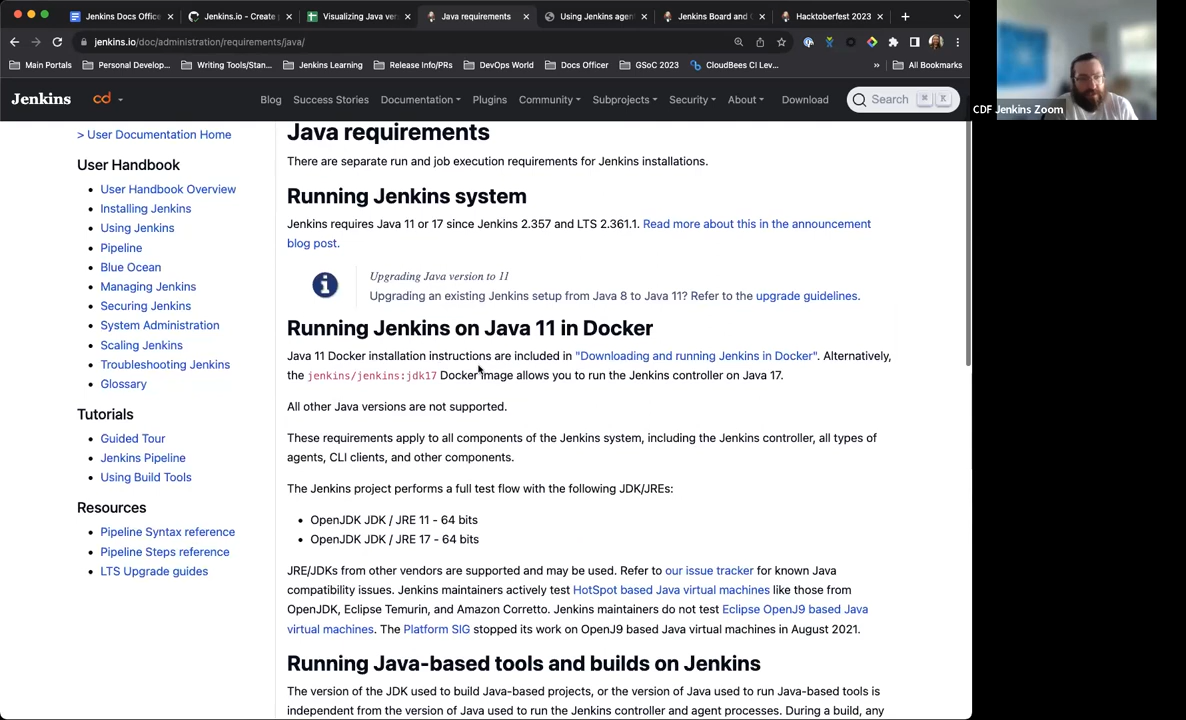 Jenkins Docs Office
Jenkins.io - Create
Visualizing Java ver
Java requirements
Using Jenkins agen
Jenkins Board and
Hacktoberfest 2023
jenkins.io/doc/administration/requirements/java/
Main Portals
Personal Develop...
Writing Tools/Stan...
Jenkins Learning
Release Info/PRs
DevOps World
Docs Officer
GSoC 2023
CloudBees CI Lev...
»
All Bookmarks
CDF Jenkins Zoom
Jenkins
cd
Blog
Success Stories
Documentation
Plugins
Community
Subprojects
Security
About
Download
Search
⌘
K
> User Documentation Home
User Handbook
• User Handbook Overview
• Installing Jenkins
• Using Jenkins
• Pipeline
• Blue Ocean
• Managing Jenkins
• Securing Jenkins
• System Administration
• Scaling Jenkins
• Troubleshooting Jenkins
• Glossary
Tutorials
• Guided Tour
• Jenkins Pipeline
• Using Build Tools
Resources
• Pipeline Syntax reference
• Pipeline Steps reference
• LTS Upgrade guides
Java requirements
There are separate run and job execution requirements for Jenkins installations.
Running Jenkins system
Jenkins requires Java 11 or 17 since Jenkins 2.357 and LTS 2.361.1. Read more about this in the announcement
blog post.
Upgrading Java version to 11
Upgrading an existing Jenkins setup from Java 8 to Java 11? Refer to the upgrade guidelines.
Running Jenkins on Java 11 in Docker
Java 11 Docker installation instructions are included in "Downloading and running Jenkins in Docker". Alternatively,
the jenkins/jenkins:jdk17 Docker image allows you to run the Jenkins controller on Java 17.
All other Java versions are not supported.
These requirements apply to all components of the Jenkins system, including the Jenkins controller, all types of
agents, CLI clients, and other components.
The Jenkins project performs a full test flow with the following JDK/JREs:
• OpenJDK JDK / JRE 11 - 64 bits
• OpenJDK JDK / JRE 17 - 64 bits
JRE/JDKs from other vendors are supported and may be used. Refer to our issue tracker for known Java
compatibility issues. Jenkins maintainers actively test HotSpot based Java virtual machines like those from
OpenJDK, Eclipse Temurin, and Amazon Corretto. Jenkins maintainers do not test Eclipse OpenJ9 based Java
virtual machines. The Platform SIG stopped its work on OpenJ9 based Java virtual machines in August 2021.
Running Java-based tools and builds on Jenkins
The version of the JDK used to build Java-based projects, or the version of Java used to run Java-based tools is
independent from the version of Java used to run the Jenkins controller and agent processes. During a build, any